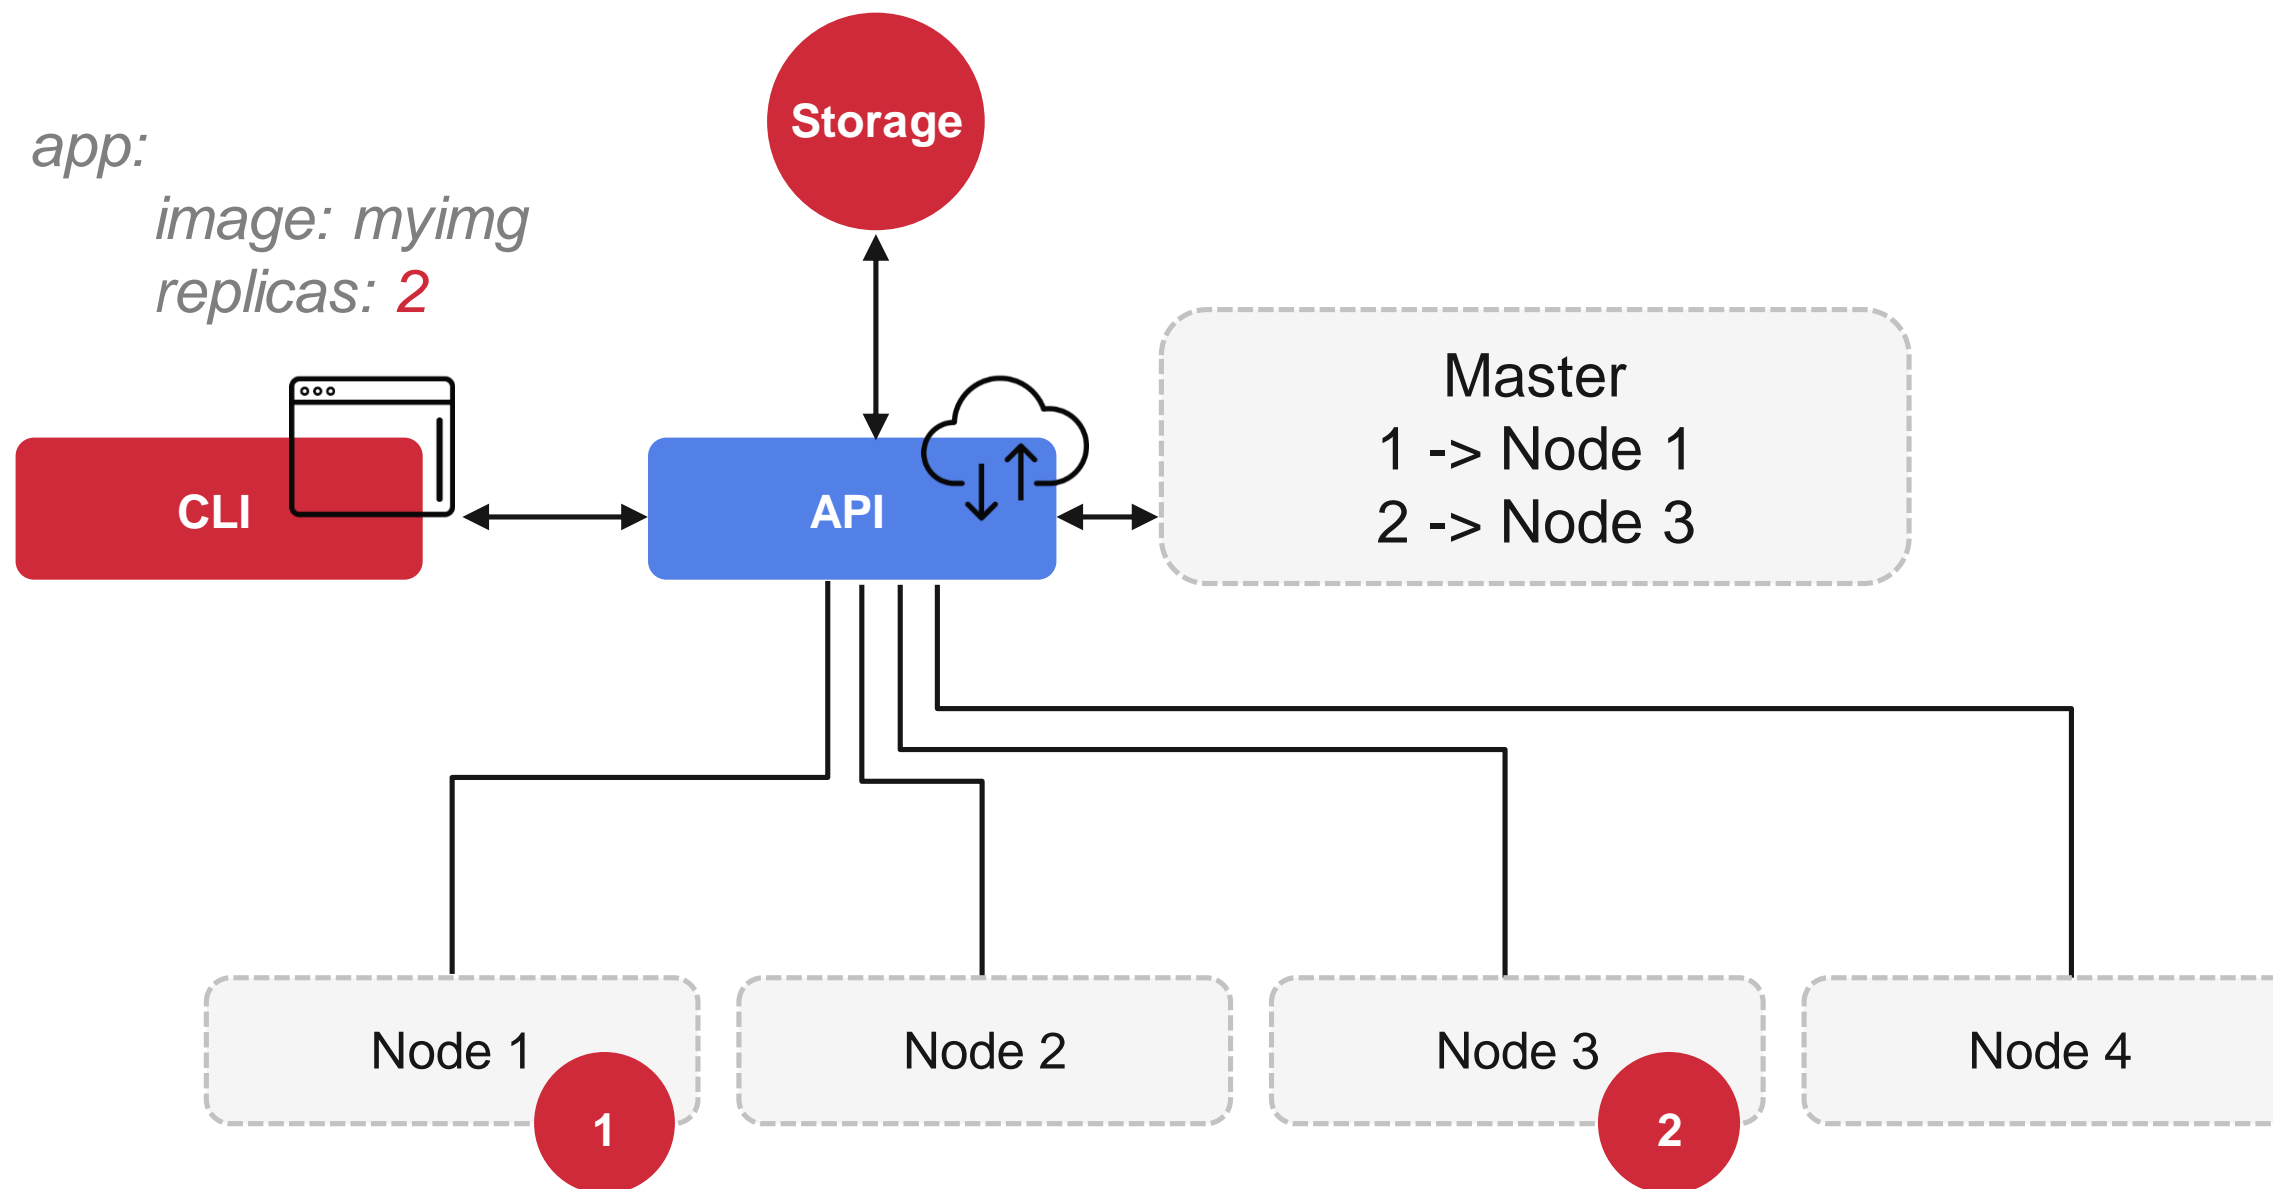 Storage
app:
image: myimg
replicas: 2
Master
1 -> Node 1
2 -> Node 3
CLI
API
Node 1
Node 2
Node 3
Node 4
1
2